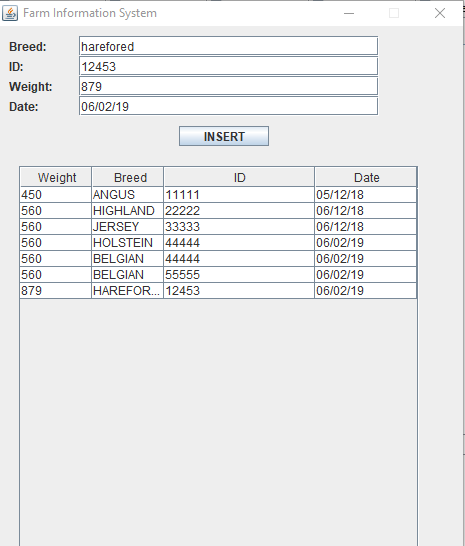 Farm Information System
Breed: harefored
ID: 12453
Weight: 879
Date: 06/02/19
INSERT
Weight Breed ID Date
450 ANGUS 11111 05/12/18
560 HIGHLAND 22222 06/12/18
560 JERSEY 33333 06/12/18
560 HOLSTEIN 44444 06/02/19
560 BELGIAN 44444 06/02/19
560 BELGIAN 55555 06/02/19
879 HAREFOR... 12453 06/02/19